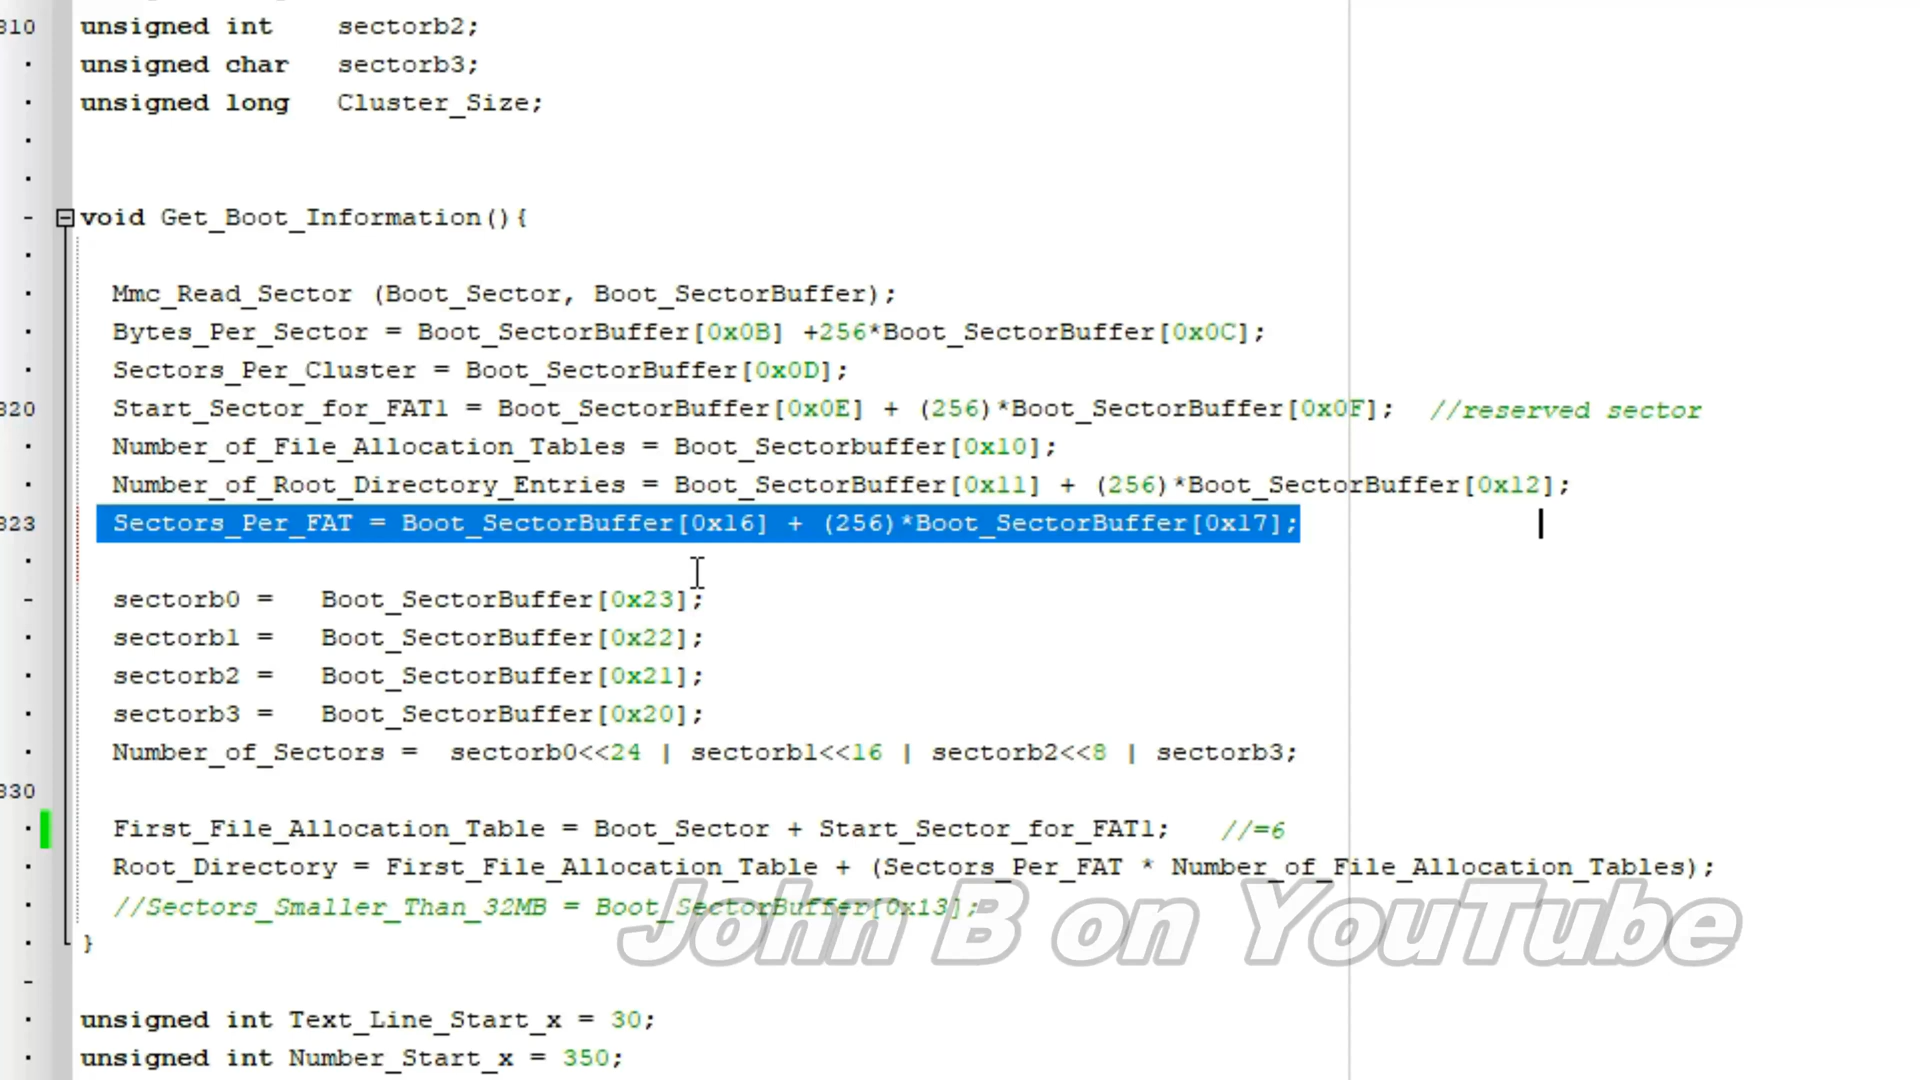 810 unsigned int sectorb2;
unsigned char sectorb3;
unsigned long Cluster_Size;
void Get_Boot_Information(){
Mmc_Read_Sector (Boot_Sector, Boot_SectorBuffer);
Bytes_Per_Sector = Boot_SectorBuffer[0x0B] +256*Boot_SectorBuffer[0x0C];
Sectors_Per_Cluster = Boot_SectorBuffer[0x0D];
820 Start_Sector_for_FAT1 = Boot_SectorBuffer[0x0E] + (256)*Boot_SectorBuffer[0x0F]; //reserved sector
Number_of_File_Allocation_Tables = Boot_Sectorbuffer[0x10];
Number_of_Root_Directory_Entries = Boot_SectorBuffer[0x11] + (256)*Boot_SectorBuffer[0x12];
823 Sectors_Per_FAT = Boot_SectorBuffer[0x16] + (256)*Boot_SectorBuffer[0x17];
sectorb0 = Boot_SectorBuffer[0x23];
sectorb1 = Boot_SectorBuffer[0x22];
sectorb2 = Boot_SectorBuffer[0x21];
sectorb3 = Boot_SectorBuffer[0x20];
Number_of_Sectors = sectorb0<<24 | sectorb1<<16 | sectorb2<<8 | sectorb3;
830
First_File_Allocation_Table = Boot_Sector + Start_Sector_for_FAT1; //=6
Root_Directory = First_File_Allocation_Table + (Sectors_Per_FAT * Number_of_File_Allocation_Tables);
//Sectors_Smaller_Than_32MB = Boot_SectorBuffer[0x13];
John B on YouTube
}
unsigned int Text_Line_Start_x = 30;
unsigned int Number_Start_x = 350;